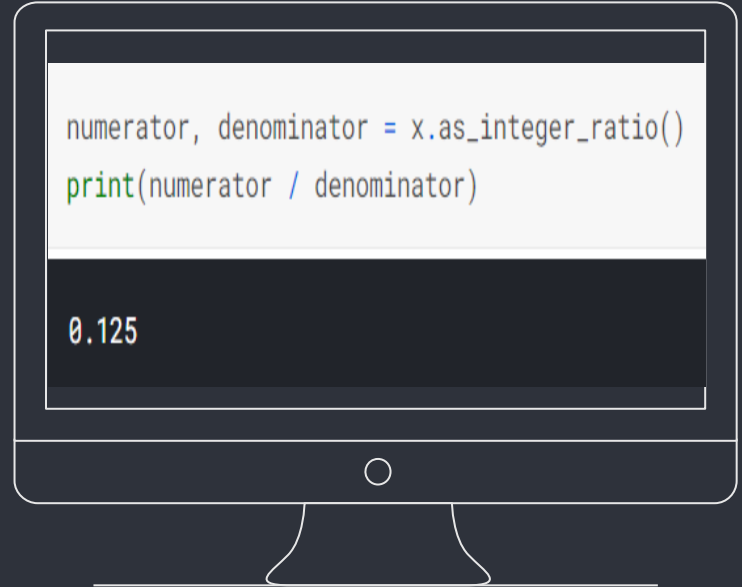 numerator, denominator = x.as_integer_ratio()
print(numerator / denominator)
0.125